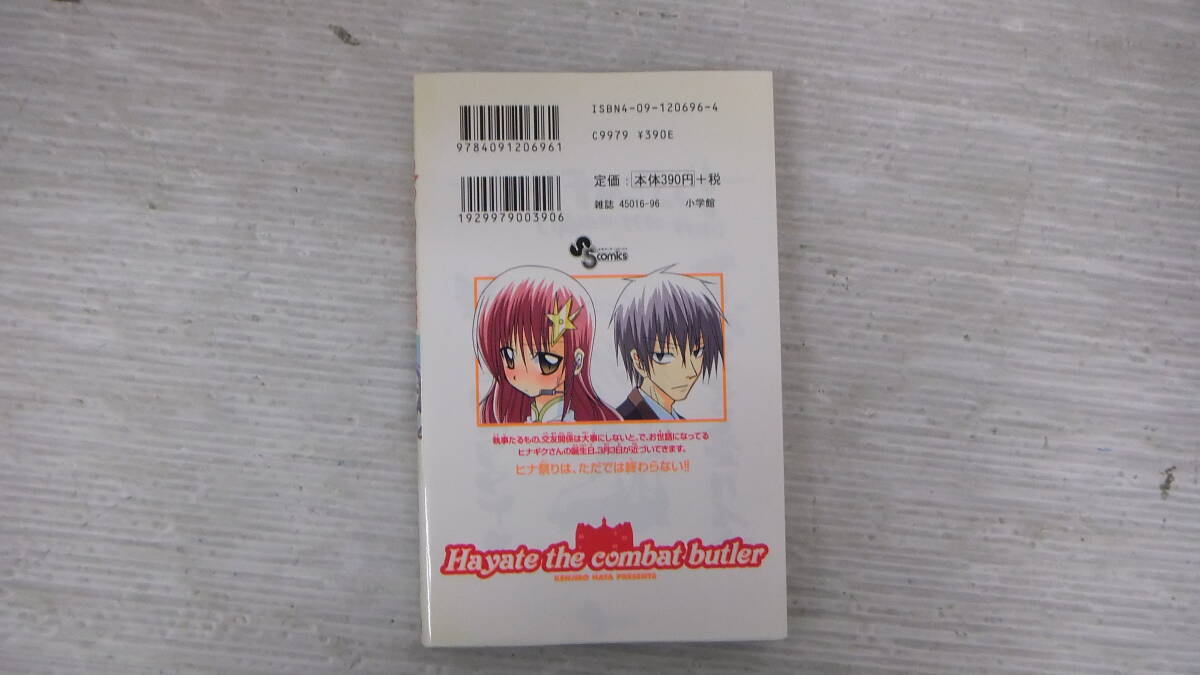 ISBN4-09-120696-4
C9979 ¥390E
9784091206961
定価：本体390円＋税
雑誌 45016-96 小学館
1929979003906
SS comics
執事たるもの、交友関係は大事にしないと、で、お世話になってる
ヒナギクさんの誕生日、3月3日が近づいてきます。
ヒナ祭りは、ただでは終わらない!!
Hayate the combat butler
KENJIRO HATA PRESENTS